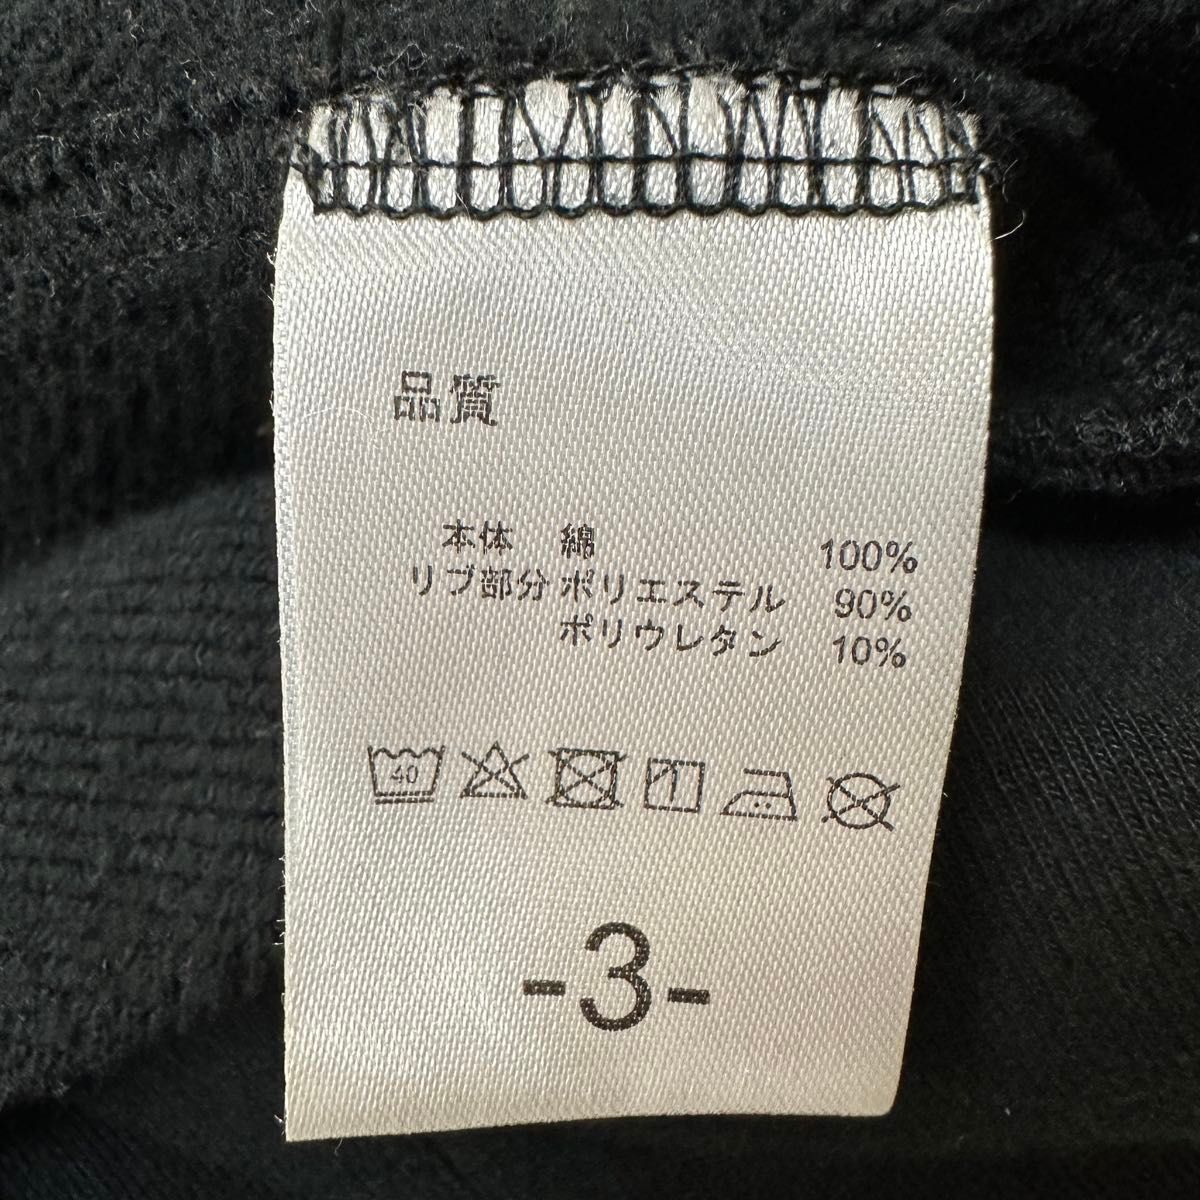 品質
本体 綿 100%
リブ部分 ポリエステル 90%
ポリウレタン 10%
40
-3-